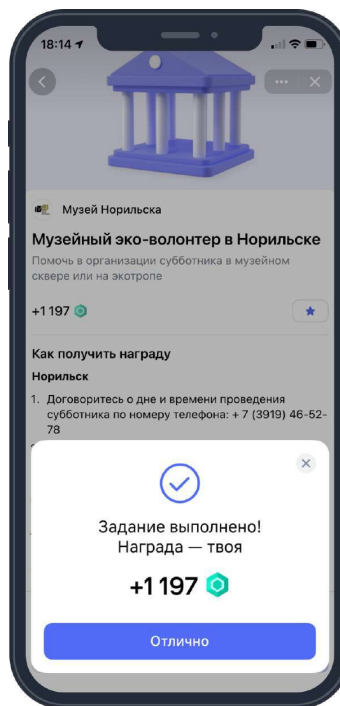 18:14
Музей Норильска
Музейный эко-волонтер в Норильске
Помочь в организации субботника в музейном
сквере или на экотропе
+1 197
Как получить награду
Норильск
1. Договоритесь о дне и времени проведения
субботника по номеру телефона: + 7 (3919) 46-52-
78
Задание выполнено!
Награда — твоя
+1 197
Отлично